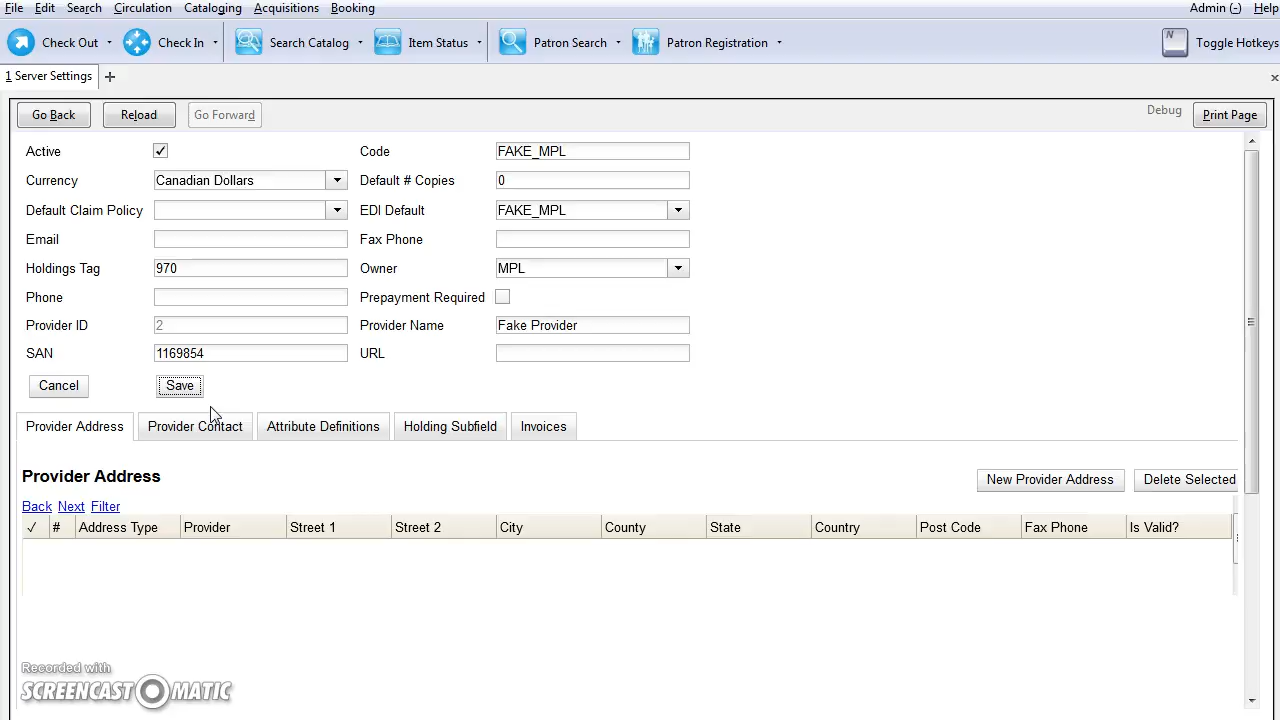 File Edit Search Circulation Cataloging Acquisitions Booking Admin (-) Help
Check Out Check In Search Catalog Item Status Patron Search Patron Registration N Toggle Hotkeys
1 Server Settings + ×
Go Back Reload Go Forward Debug Print Page
Active ✓ Code FAKE_MPL
Currency Canadian Dollars Default # Copies 0
Default Claim Policy EDI Default FAKE_MPL
Email Fax Phone
Holdings Tag 970 Owner MPL
Phone Prepayment Required
Provider ID 2 Provider Name Fake Provider
SAN 1169854 URL
Cancel Save
Provider Address Provider Contact Attribute Definitions Holding Subfield Invoices
Provider Address New Provider Address Delete Selected
Back Next Filter
✓ # Address Type Provider Street 1 Street 2 City County State Country Post Code Fax Phone Is Valid?
Recorded with
SCREENCAST-O-MATIC